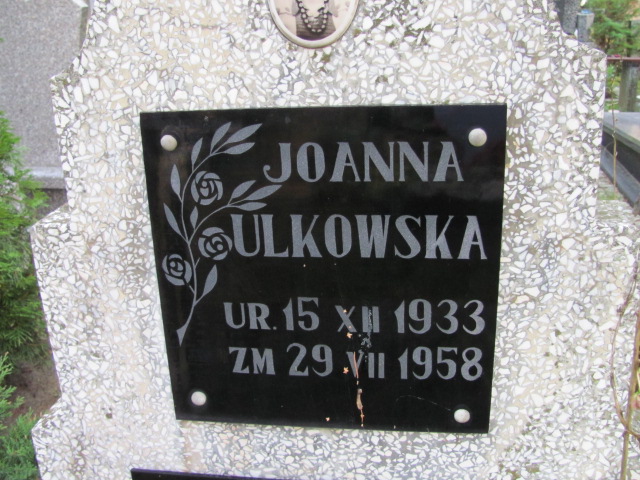 JOANNA
ULKOWSKA
UR. 15 XII 1933
ZM 29 VII 1958